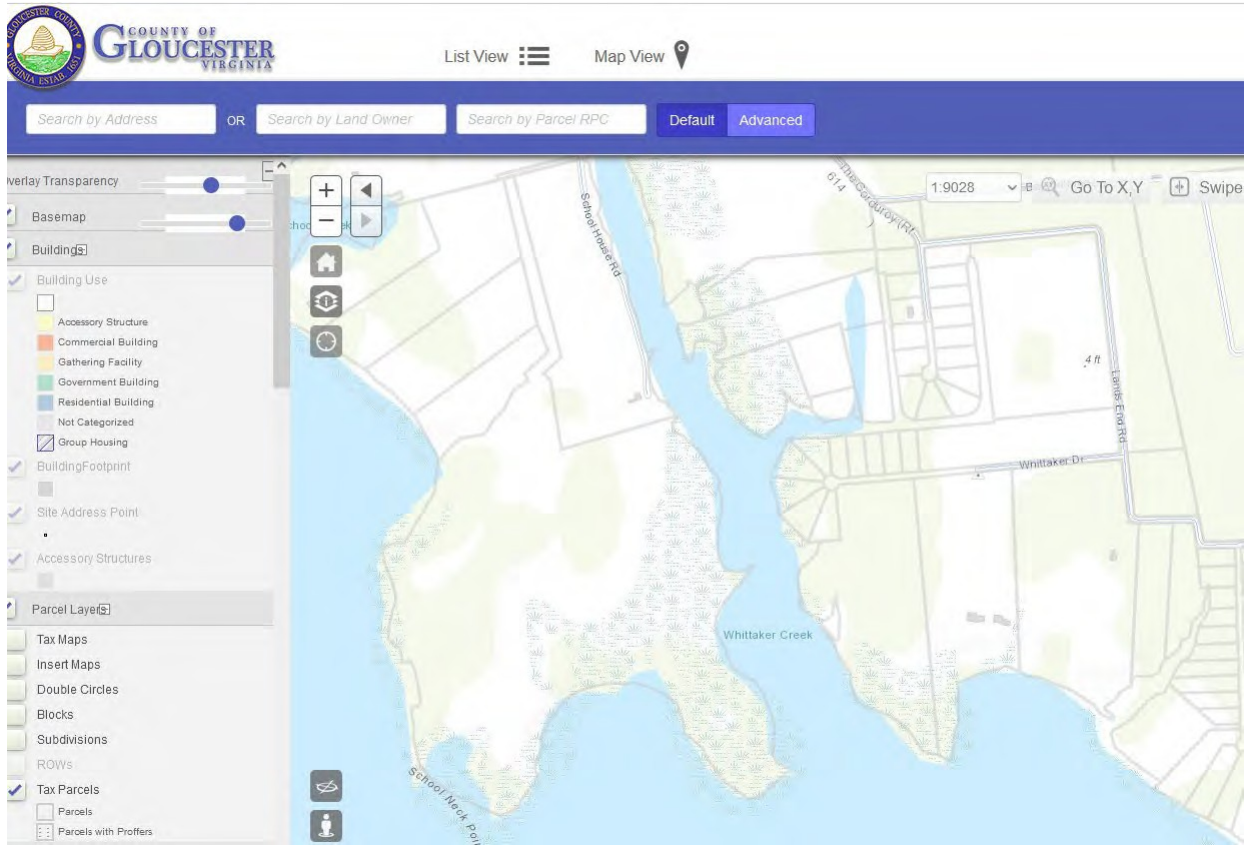 GLOUCESTER COUNTY
VIRGINIA ESTAB. 1651
COUNTY OF
GLOUCESTER
VIRGINIA
List View
Map View
Search by Address
OR
Search by Land Owner
Search by Parcel RPC
Default
Advanced
Overlay Transparency
Basemap
Buildings
Building Use
Accessory Structure
Commercial Building
Gathering Facility
Government Building
Residential Building
Not Categorized
Group Housing
BuildingFootprint
Site Address Point
Accessory Structures
Parcel Layers
Tax Maps
Insert Maps
Double Circles
Blocks
Subdivisions
ROWs
Tax Parcels
Parcels
Parcels with Proffers
+
−
1:9028
Go To X,Y
Swipe
School House Rd
The Corduroy (Rt
614
)
4 ft
Lands End Rd
Whittaker Dr
Whittaker Creek
School Neck Poin